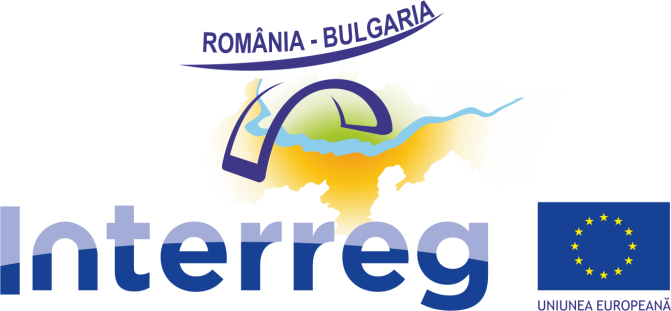 ROMÂNIA - BULGARIA
Interreg
UNIUNEA EUROPEANĂ